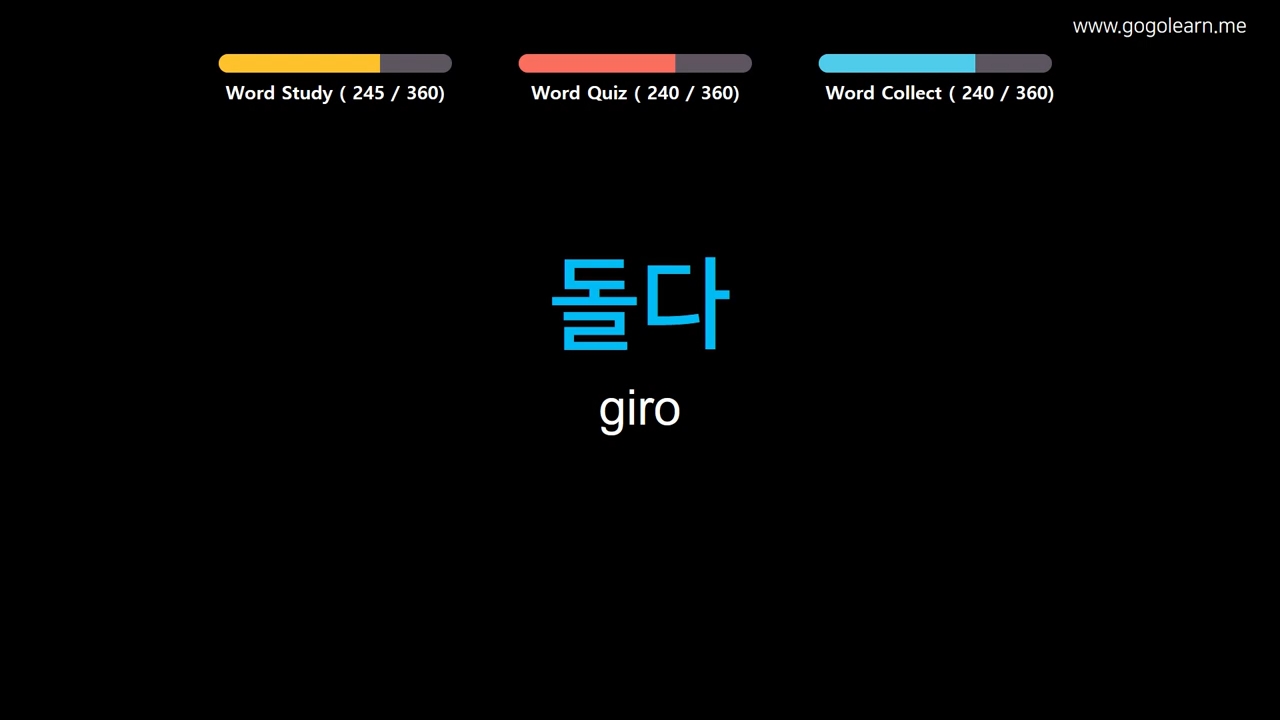 www.gogolearn.me
Word Study ( 245 / 360)
Word Quiz ( 240 / 360)
Word Collect ( 240 / 360)
돌다
giro